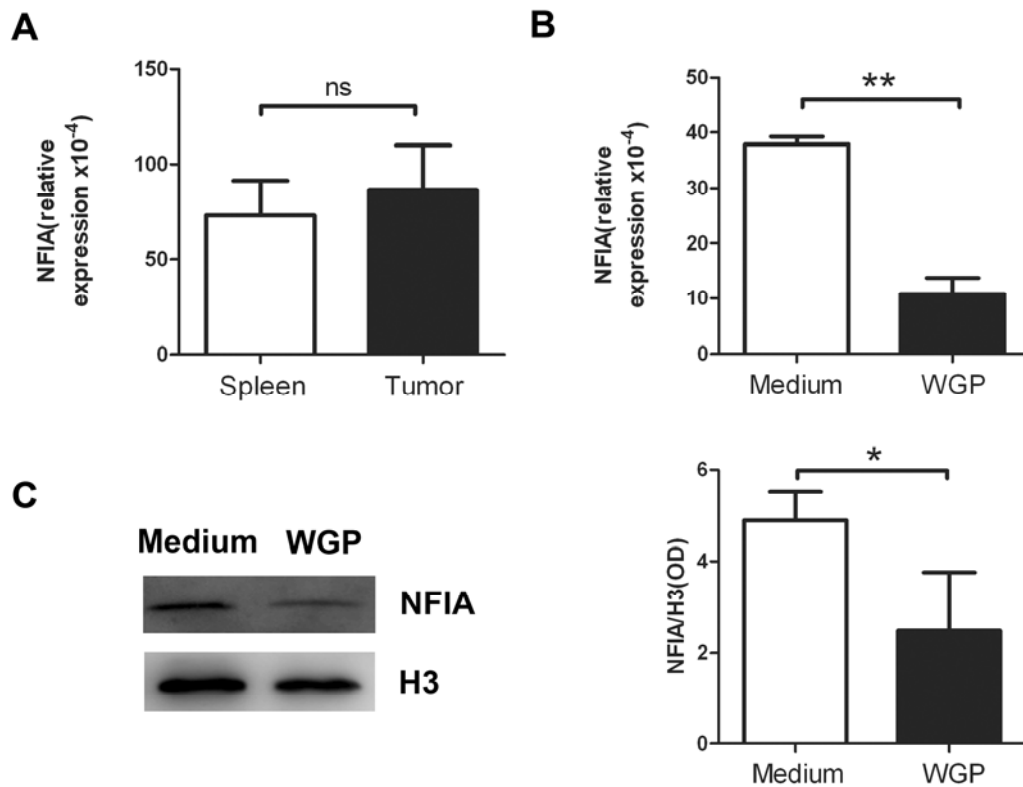 A
NFIA(relative
expression x10-4)
150
100
50
0
ns
Spleen
Tumor
B
NFIA(relative
expression x10-4)
50
40
30
20
10
0
**
Medium
WGP
C
Medium WGP
NFIA
H3
NFIA/H3(OD)
6
4
2
0
*
Medium
WGP